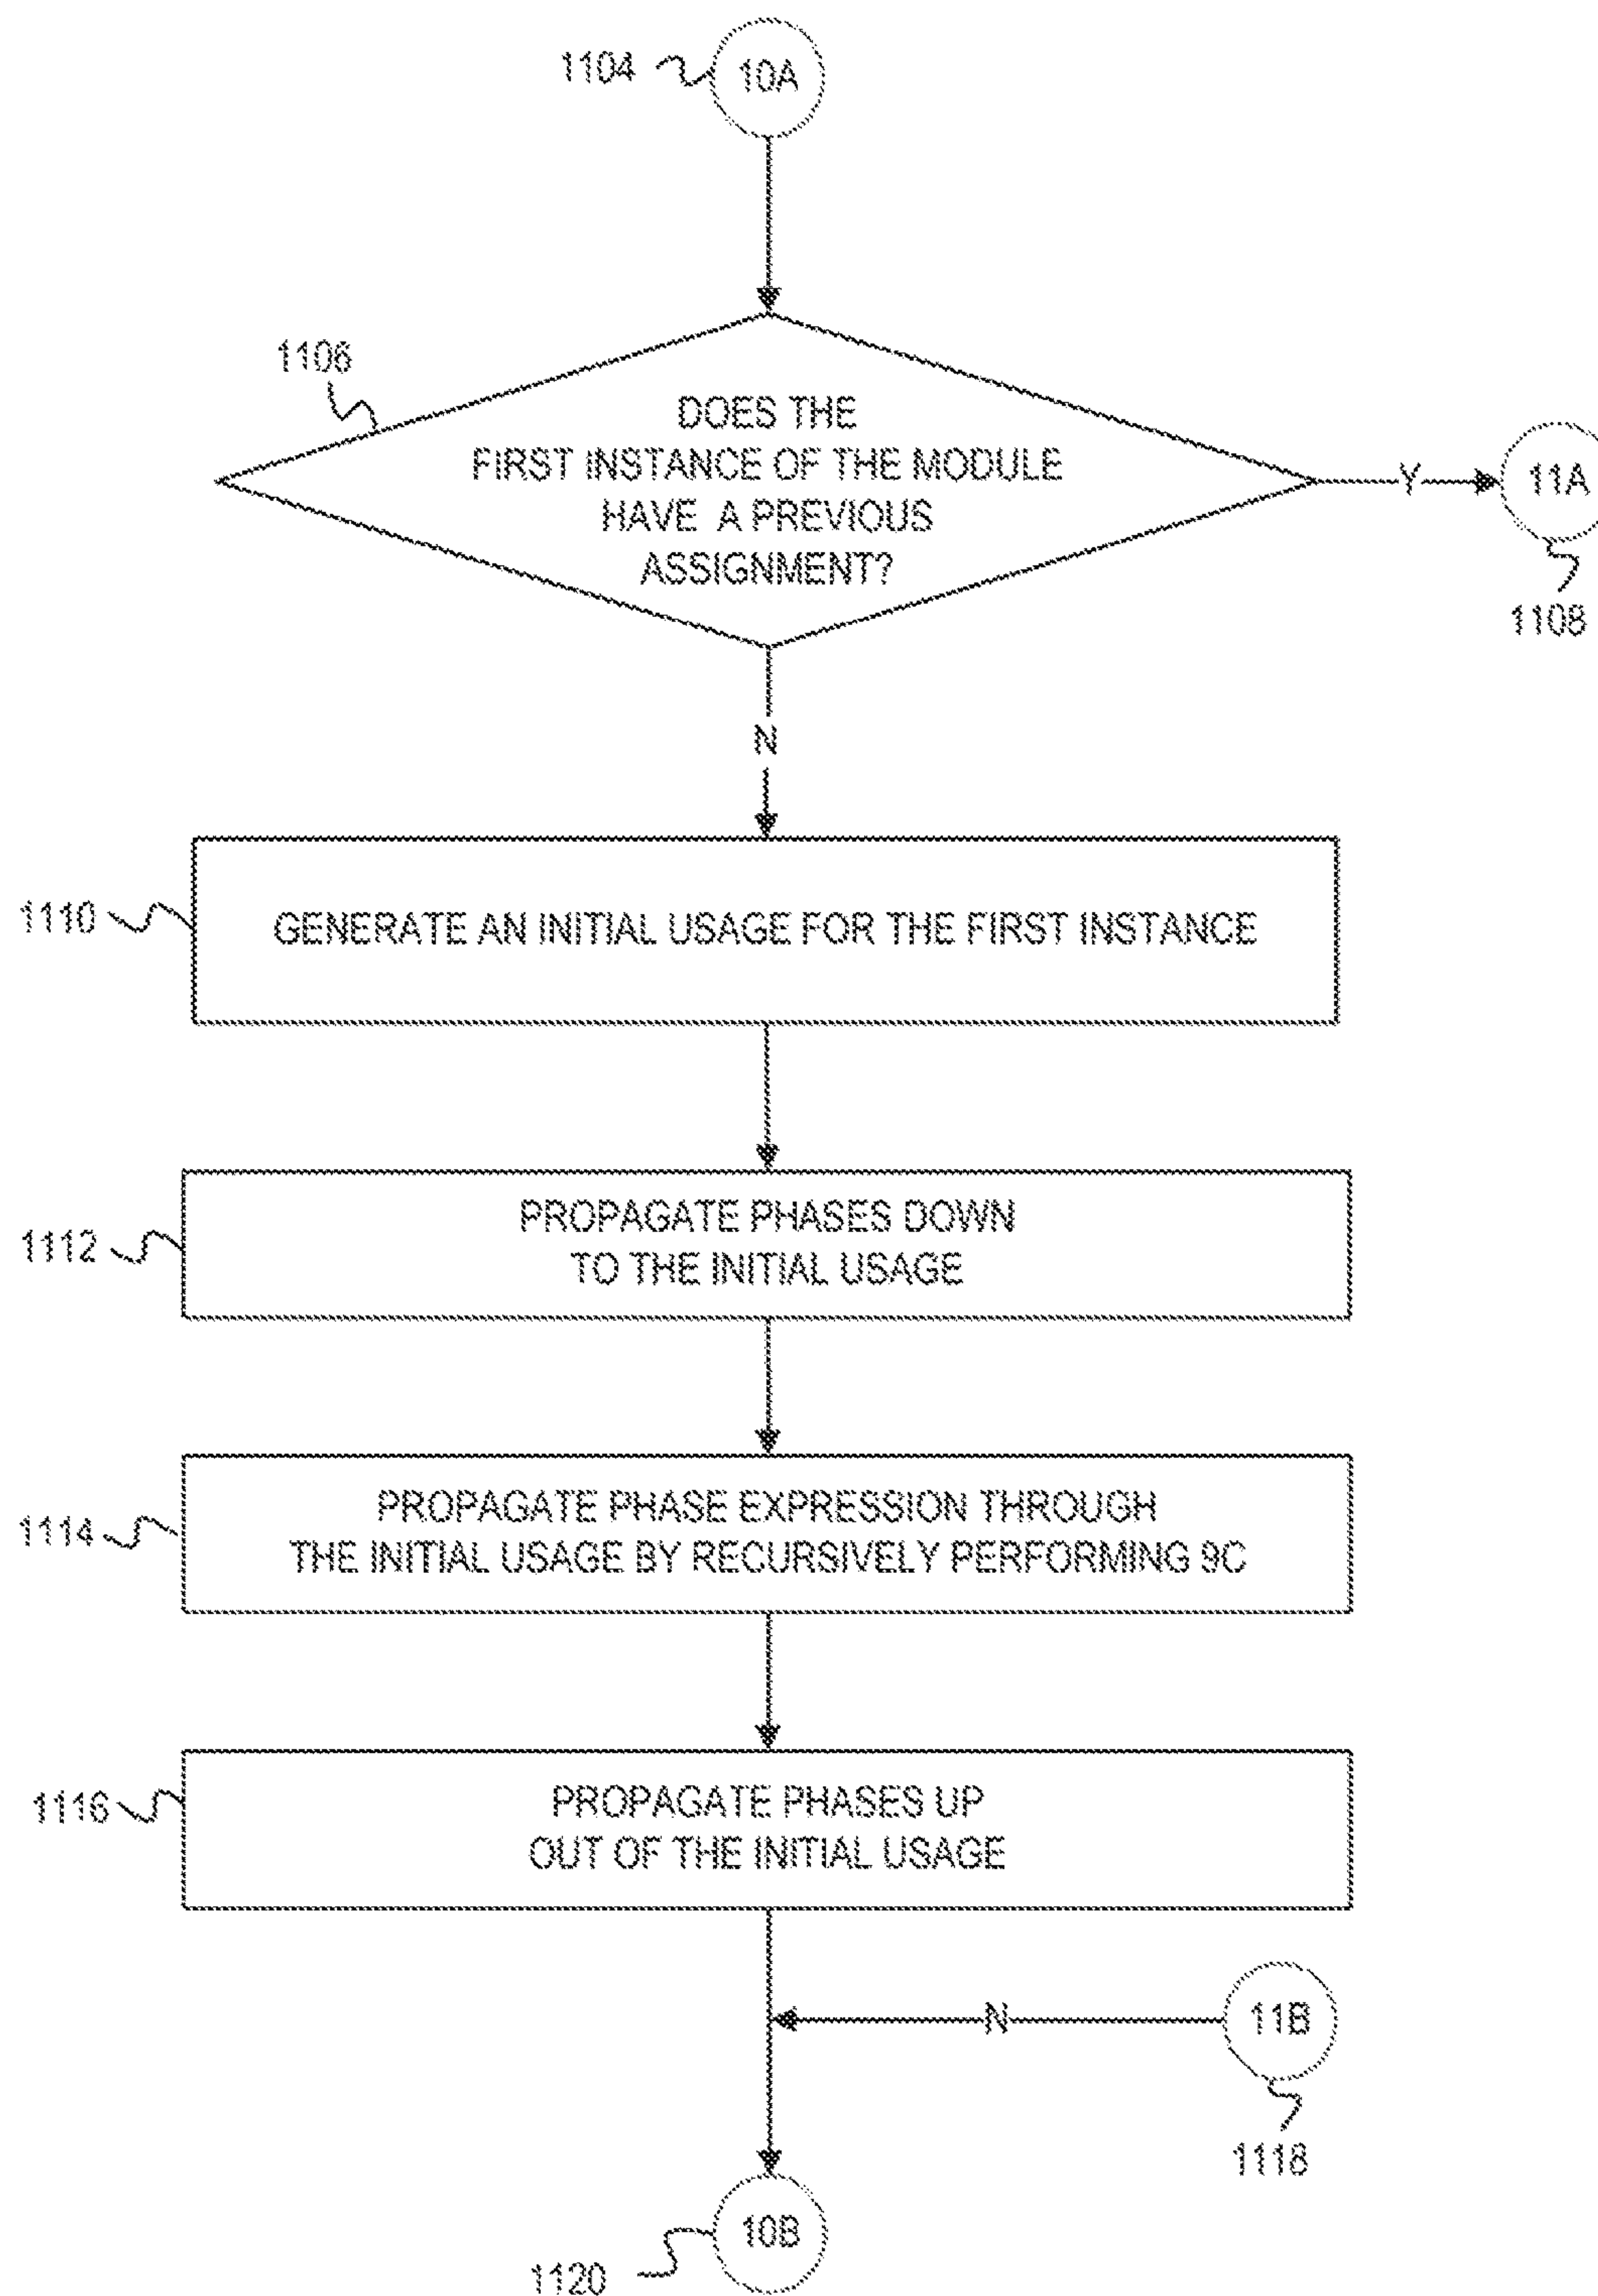 1104
10A
1106
DOES THE
FIRST INSTANCE OF THE MODULE
HAVE A PREVIOUS
ASSIGNMENT?
Y
11A
1108
N
1110
GENERATE AN INITIAL USAGE FOR THE FIRST INSTANCE
1112
PROPAGATE PHASES DOWN
TO THE INITIAL USAGE
1114
PROPAGATE PHASE EXPRESSION THROUGH
THE INITIAL USAGE BY RECURSIVELY PERFORMING 9C
1116
PROPAGATE PHASES UP
OUT OF THE INITIAL USAGE
N
11B
1118
10B
1120